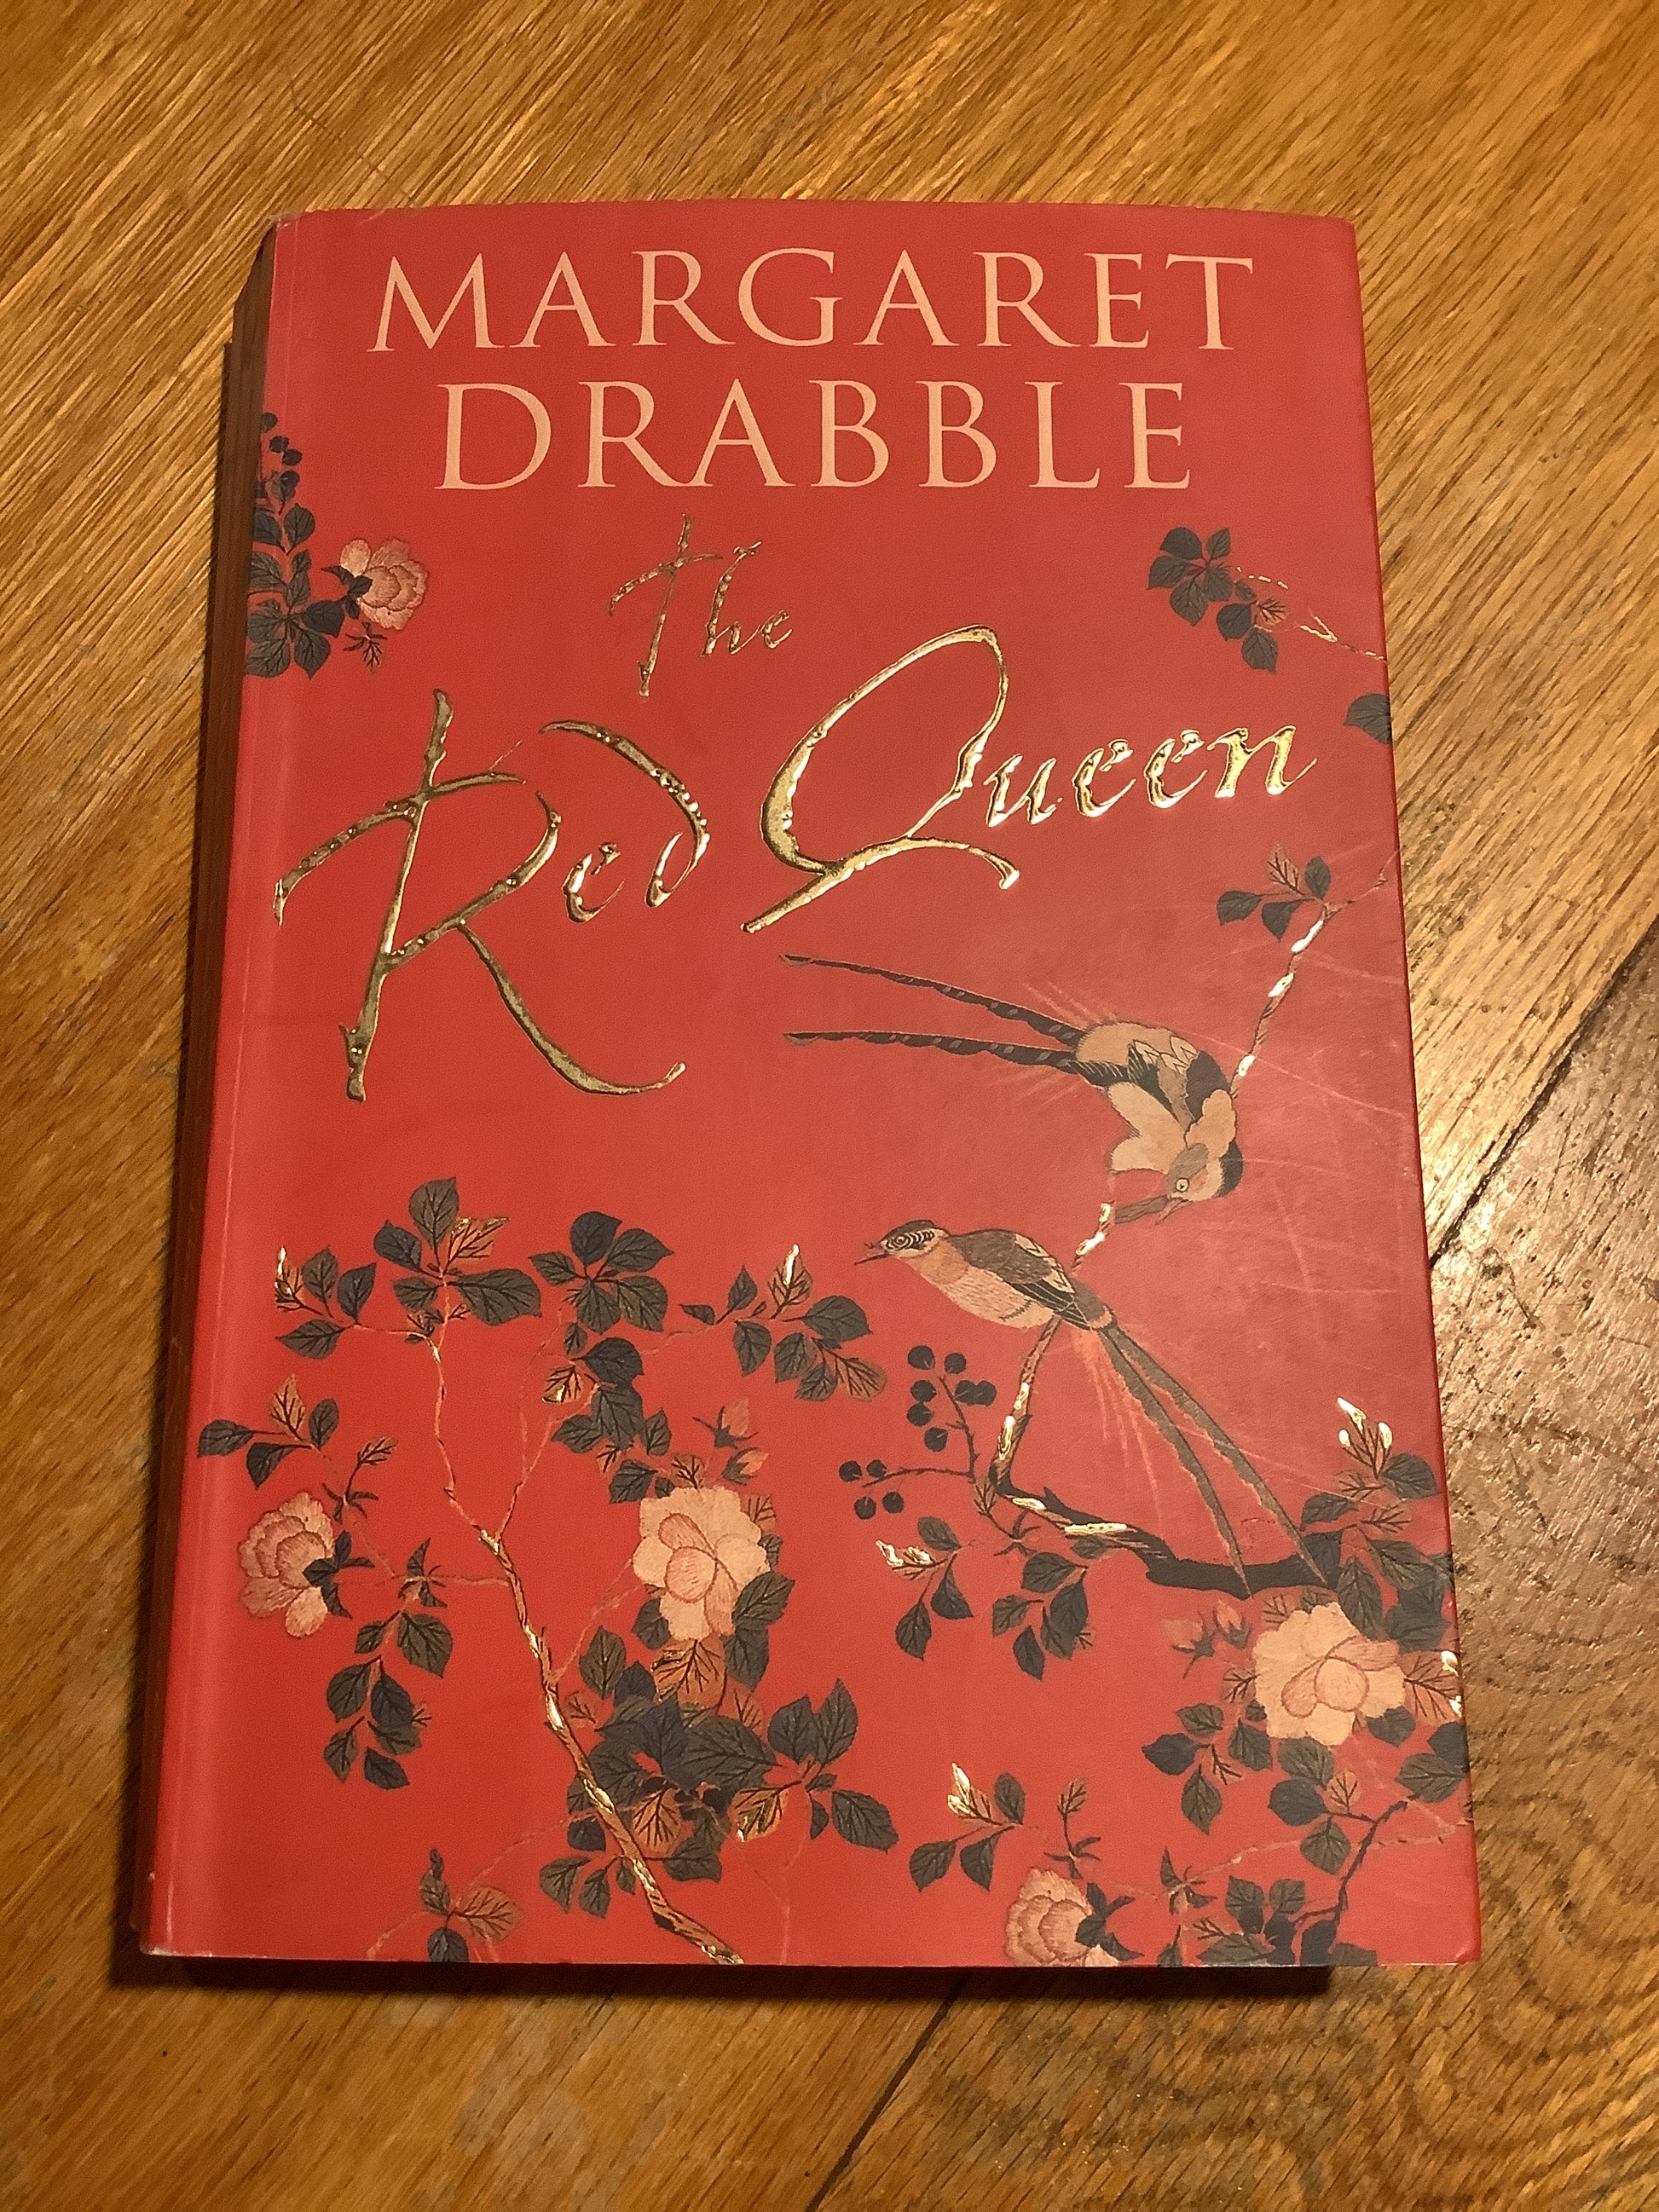 MARGARET
DRABBLE
the
Red Queen